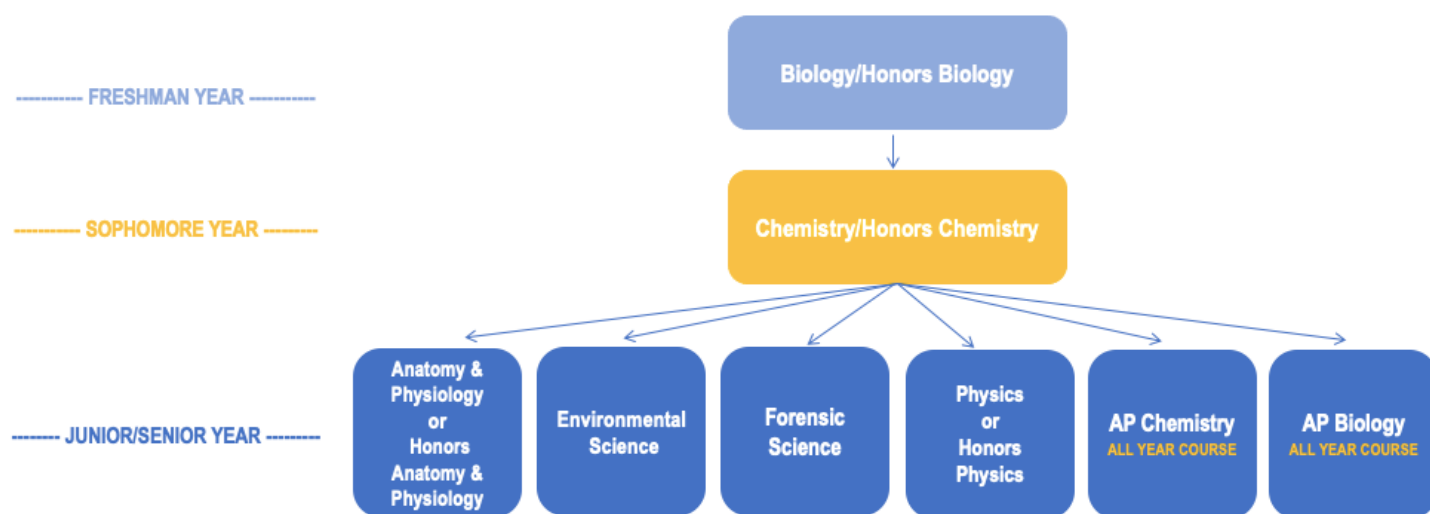 Biology/Honors Biology
----------- FRESHMAN YEAR -----------
----------- SOPHOMORE YEAR ---------
Chemistry/Honors Chemistry
-------- JUNIOR/SENIOR YEAR ---------
Anatomy &
Physiology
or
Honors
Anatomy &
Physiology
Environmental
Science
Forensic
Science
Physics
or
Honors
Physics
AP Chemistry
ALL YEAR COURSE
AP Biology
ALL YEAR COURSE